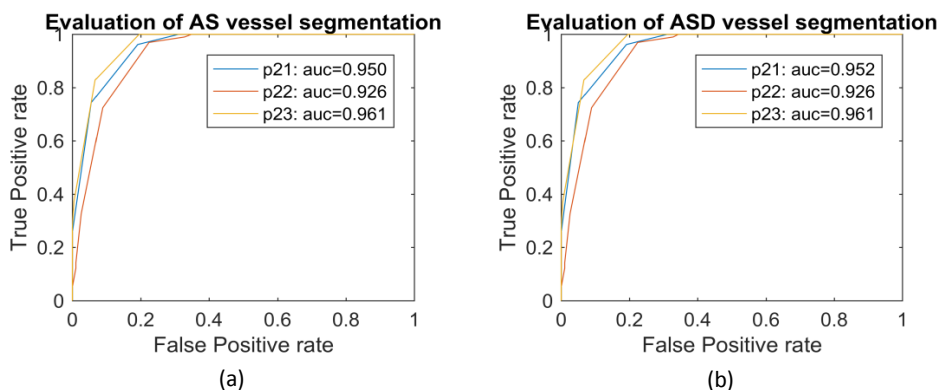 Evaluation of AS vessel segmentation
True Positive rate
1
0.8
0.6
0.4
0.2
0
p21: auc=0.950
p22: auc=0.926
p23: auc=0.961
0 0.2 0.4 0.6 0.8 1
False Positive rate
(a)
Evaluation of ASD vessel segmentation
True Positive rate
1
0.8
0.6
0.4
0.2
0
p21: auc=0.952
p22: auc=0.926
p23: auc=0.961
0 0.2 0.4 0.6 0.8 1
False Positive rate
(b)